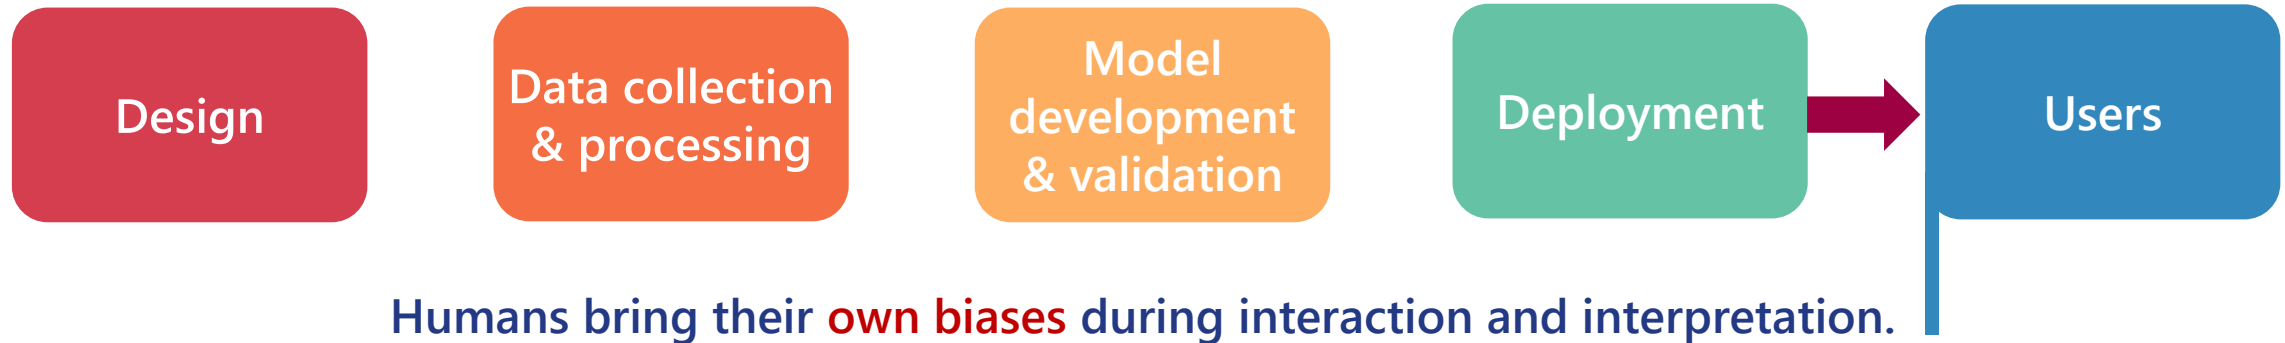 Design
Data collection
& processing
Model
development
& validation
Deployment
Users
Humans bring their own biases during interaction and interpretation.